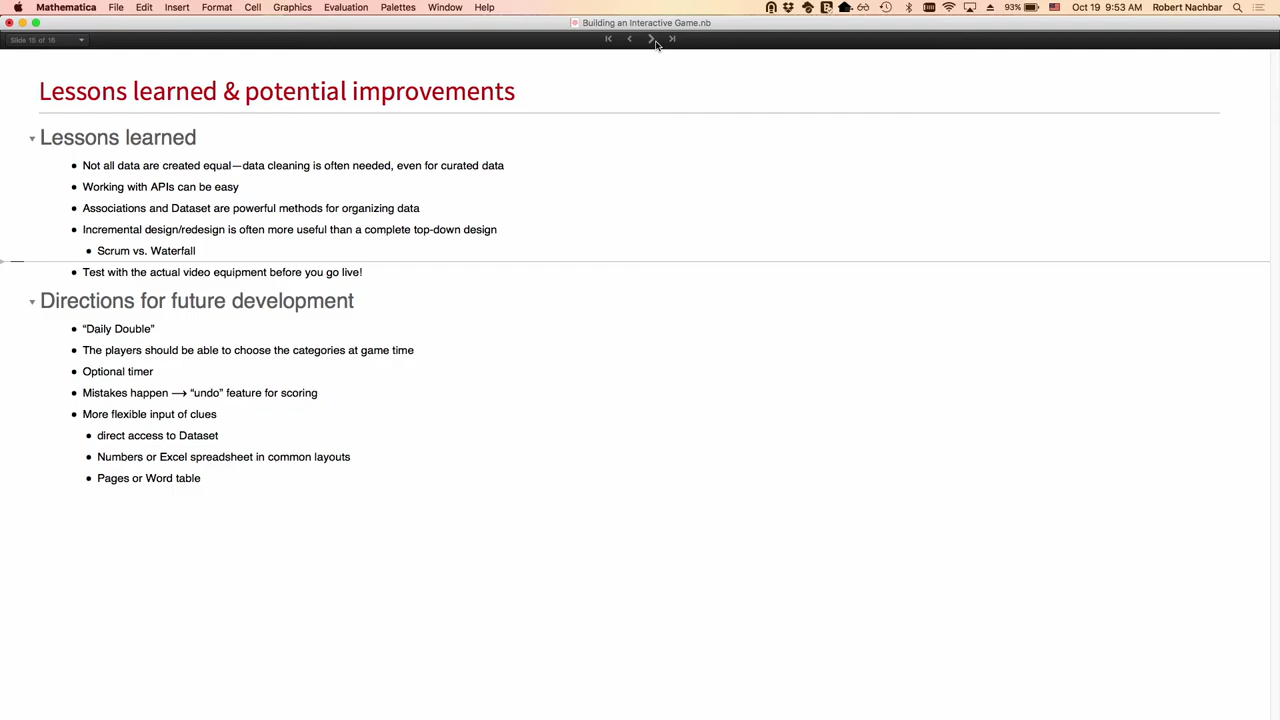 Mathematica File Edit Insert Format Cell Graphics Evaluation Palettes Window Help 93% Oct 19 9:53 AM Robert Nachbar
Building an Interactive Game.nb
Slide 15 of 16
Lessons learned & potential improvements
Lessons learned
• Not all data are created equal—data cleaning is often needed, even for curated data
• Working with APIs can be easy
• Associations and Dataset are powerful methods for organizing data
• Incremental design/redesign is often more useful than a complete top-down design
• Scrum vs. Waterfall
• Test with the actual video equipment before you go live!
Directions for future development
• “Daily Double”
• The players should be able to choose the categories at game time
• Optional timer
• Mistakes happen ⟶ “undo” feature for scoring
• More flexible input of clues
• direct access to Dataset
• Numbers or Excel spreadsheet in common layouts
• Pages or Word table